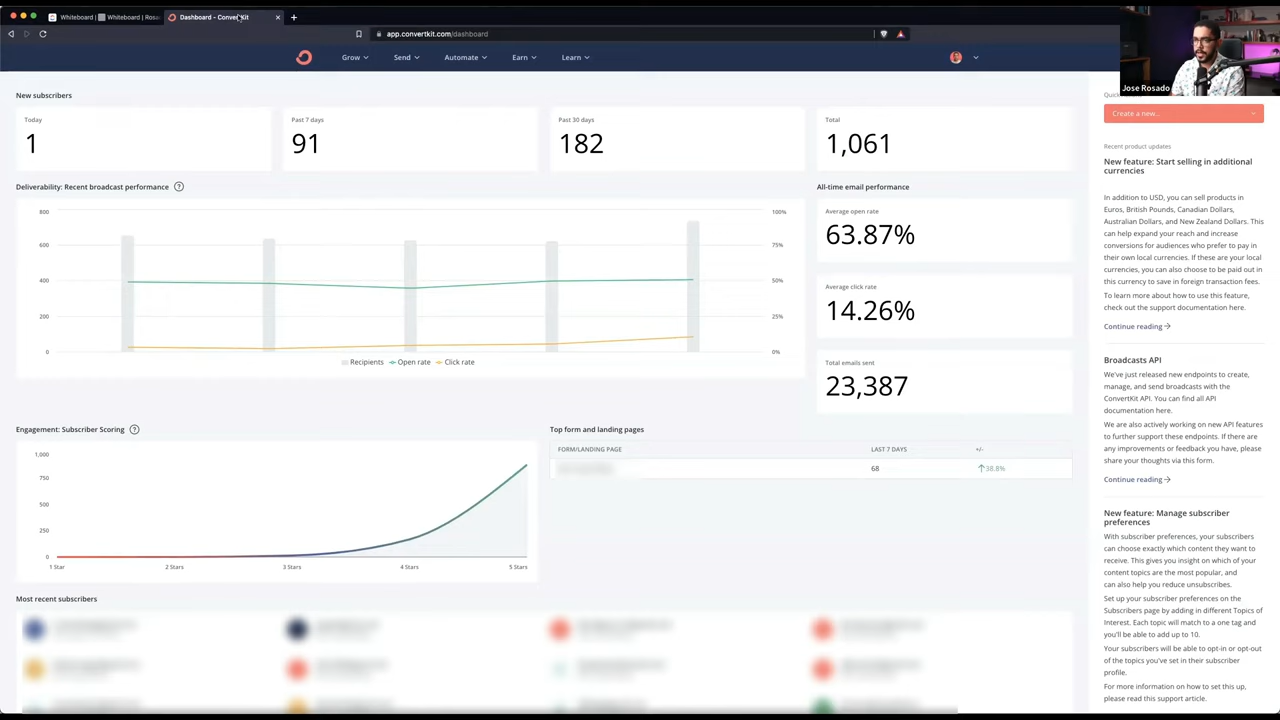 Whiteboard |
Whiteboard | Rosa
Dashboard - ConvertKit
app.convertkit.com/dashboard
Grow
Send
Automate
Earn
Learn
Jose Rosado
New subscribers
Today
1
Past 7 days
91
Past 30 days
182
Total
1,061
Deliverability: Recent broadcast performance
?
800
600
400
200
0
100%
75%
50%
25%
0%
Recipients
Open rate
Click rate
All-time email performance
Average open rate
63.87%
Average click rate
14.26%
Total emails sent
23,387
Engagement: Subscriber Scoring
?
1,000
750
500
250
0
1 Star
2 Stars
3 Stars
4 Stars
5 Stars
Top form and landing pages
FORM/LANDING PAGE
LAST 7 DAYS
+/-
68
38.8%
Most recent subscribers
Create a new...
Recent product updates
New feature: Start selling in additional
currencies
In addition to USD, you can sell products in
Euros, British Pounds, Canadian Dollars,
Australian Dollars, and New Zealand Dollars. This
can help expand your reach and increase
conversions for audiences who prefer to pay in
their own local currencies. If these are your local
currencies, you can also choose to be paid out in
this currency to save in foreign transaction fees.
To learn more about how to use this feature,
check out the support documentation here.
Continue reading
Broadcasts API
We've just released new endpoints to create,
manage, and send broadcasts with the
ConvertKit API. You can find all API
documentation here.
We are also actively working on new API features
to further support these endpoints. If there are
any improvements or feedback you have, please
share your thoughts via this form.
Continue reading
New feature: Manage subscriber
preferences
With subscriber preferences, your subscribers
can choose exactly which content they want to
receive. This gives you insight on which of your
content topics are the most popular, and
can also help you reduce unsubscribes.
Set up your subscriber preferences on the
Subscribers page by adding in different Topics of
Interest. Each topic will match to a one tag and
you'll be able to add up to 10.
Your subscribers will be able to opt-in or opt-out
of the topics you've set in their subscriber
profile.
For more information on how to set this up,
please read this support article.